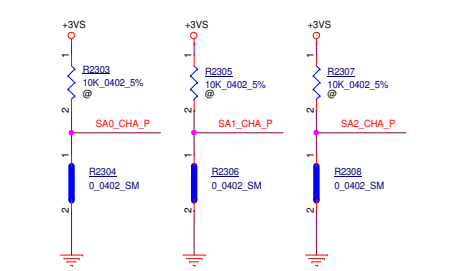 +3VS +3VS +3VS
1 1 1
R2303 R2305 R2307
10K_0402_5% 10K_0402_5% 10K_0402_5%
@ @ @
2 2 2
SA0_CHA_P SA1_CHA_P SA2_CHA_P
1 1 1
R2304 R2306 R2308
0_0402_SM 0_0402_SM 0_0402_SM
2 2 2